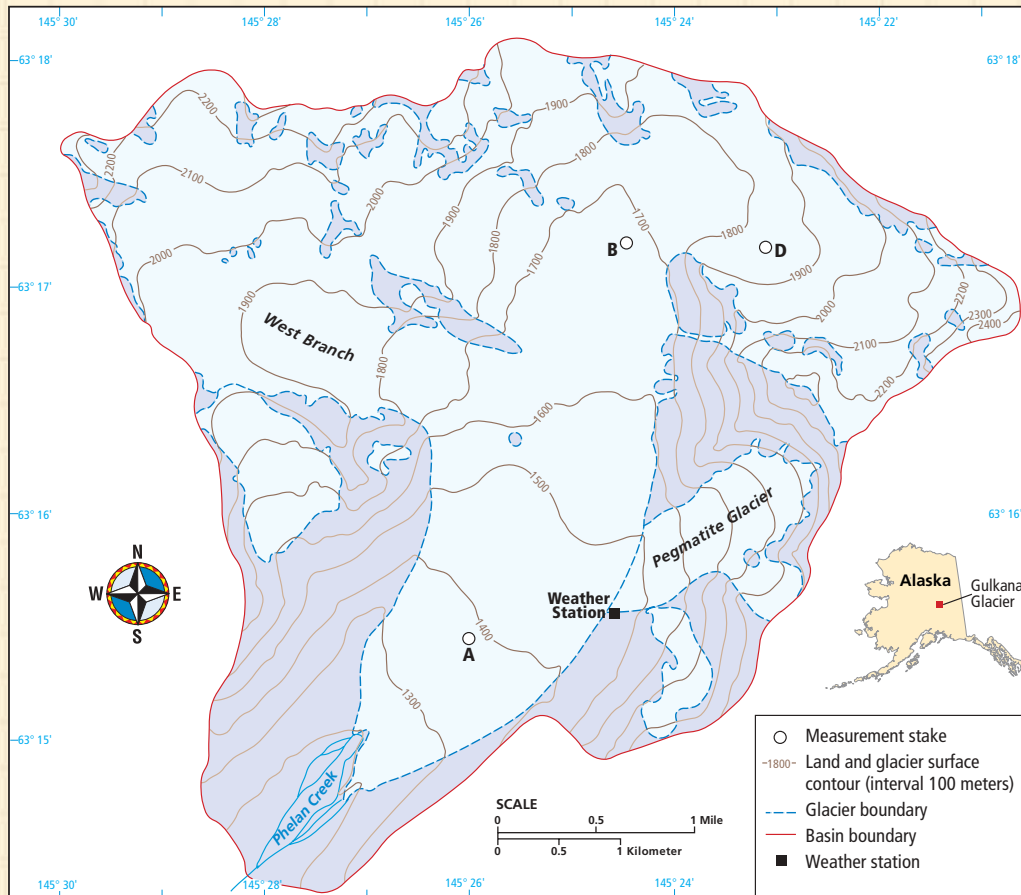 145° 30'
145° 28'
145° 26'
145° 24'
145° 22'
63° 18'
63° 18'
2200
1900
2200
2100
1800
2000
1900
1800
1700
1700
B
1800
D
1900
2000
2000
63° 17'
1900
West Branch
1800
2200
2300
2400
2100
2200
1600
1500
63° 16'
63° 16'
Pegmatite Glacier
N
W
E
S
Weather
Station
Alaska
Gulkana
Glacier
1400
A
1300
63° 15'
Phelan Creek
SCALE
0
0.5
1 Mile
0
0.5
1 Kilometer
Measurement stake
-1800-
Land and glacier surface
contour (interval 100 meters)
Glacier boundary
Basin boundary
Weather station
145° 30'
145° 28'
145° 26'
145° 24'